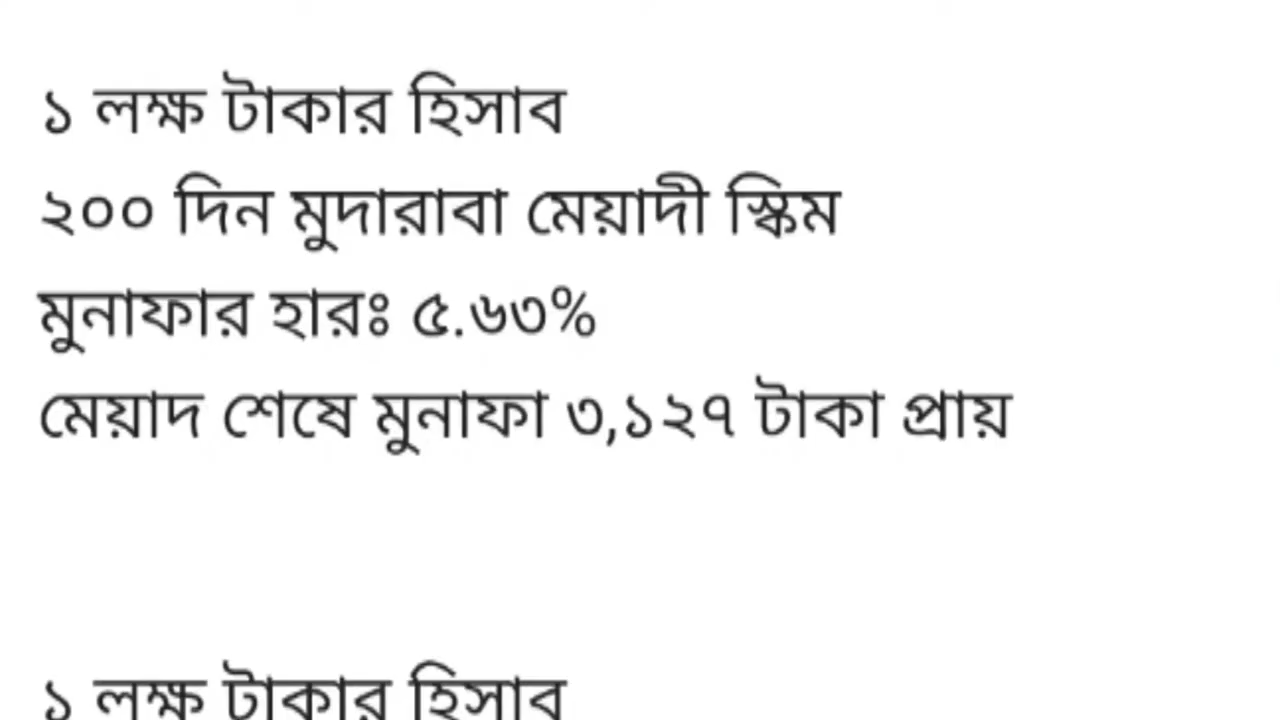 ১ লক্ষ টাকার হিসাব
২০০ দিন মুদারাবা মেয়াদী স্কিম
মুনাফার হারঃ ৫.৬৩%
মেয়াদ শেষে মুনাফা ৩,১২৭ টাকা প্রায়
১ লক্ষ টাকার হিসাব